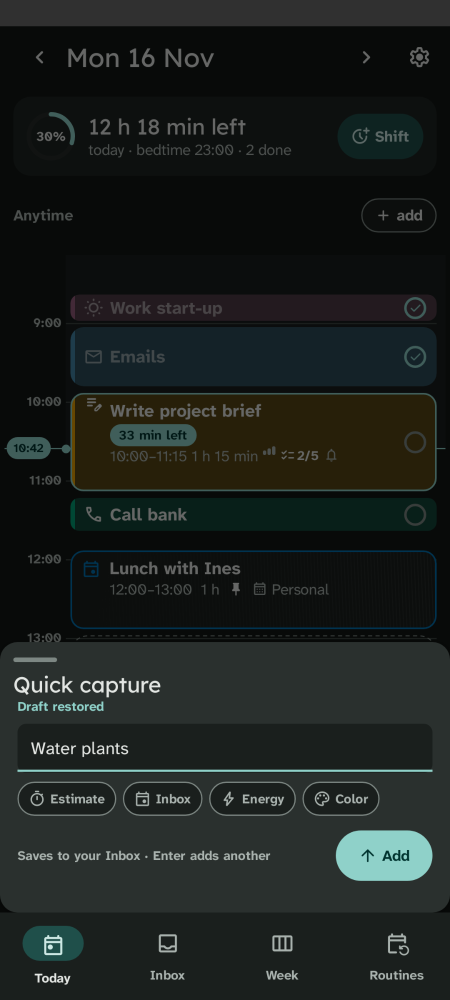 Mon 16 Nov
30%
12 h 18 min left
today · bedtime 23:00 · 2 done
Shift
Anytime
+ add
Work start-up
9:00
Emails
10:00
Write project brief
33 min left
10:42
10:00–11:15 1 h 15 min 2/5
11:00
Call bank
12:00
Lunch with Ines
12:00–13:00 1 h Personal
13:00
Quick capture
Draft restored
Water plants
Estimate Inbox Energy Color
Saves to your Inbox · Enter adds another
Add
Today Inbox Week Routines